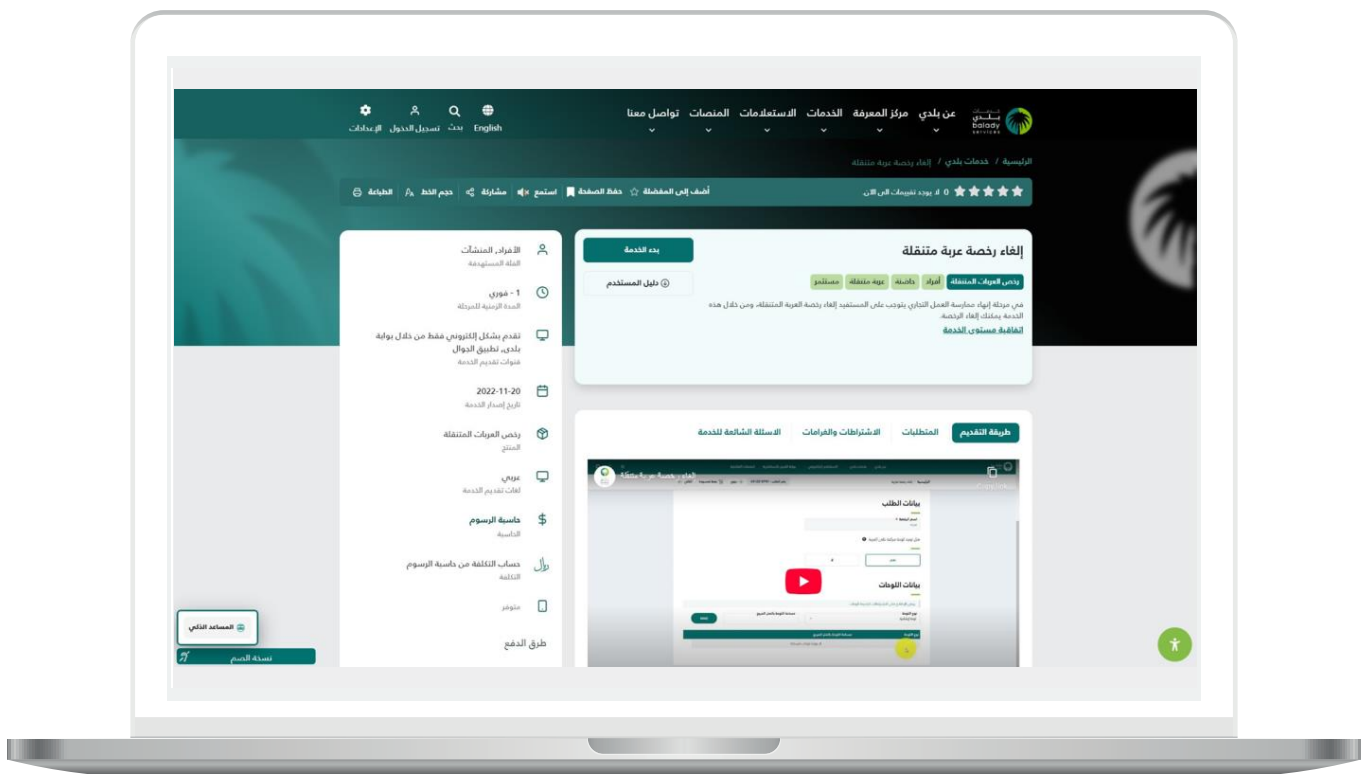 خدمات
بلدي
balady
services
عن بلدي
مركز المعرفة
الخدمات
الاستعلامات
المنصات
تواصل معنا
English
بحث
تسجيل الدخول
الإعدادات
الرئيسية / خدمات بلدي / إلغاء رخصة عربة متنقلة
0 لا يوجد تقييمات الى الآن
أضف إلى المفضلة
حفظ الصفحة
استمع
مشاركة
حجم الخط
الطباعة
إلغاء رخصة عربة متنقلة
بدء الخدمة
دليل المستخدم
رخص العربات المتنقلة
أفراد
حاضنة
عربة متنقلة
مستثمر
في مرحلة إنهاء ممارسة العمل التجاري يتوجب على المستفيد إلغاء رخصة العربة المتنقلة، ومن خلال هذه
الخدمة يمكنك إلغاء الرخصة.
اتفاقية مستوى الخدمة
الأفراد, المنشآت
الفئة المستهدفة
1 - فوري
المدة الزمنية للمرحلة
تقدم بشكل إلكتروني فقط من خلال بوابة
بلدي, تطبيق الجوال
قنوات تقديم الخدمة
2022-11-20
تاريخ إصدار الخدمة
رخص العربات المتنقلة
المنتج
عربي
لغات تقديم الخدمة
حاسبة الرسوم
الحاسبة
حساب التكلفة من حاسبة الرسوم
التكلفة
متوفر
طرق الدفع
طريقة التقديم
المتطلبات
الاشتراطات والغرامات
الاسئلة الشائعة للخدمة
إلغاء رخصة عربة متنقلة
Copy link
بيانات الطلب
بيانات اللوحات
المساعد الذكي
نسخة الصم